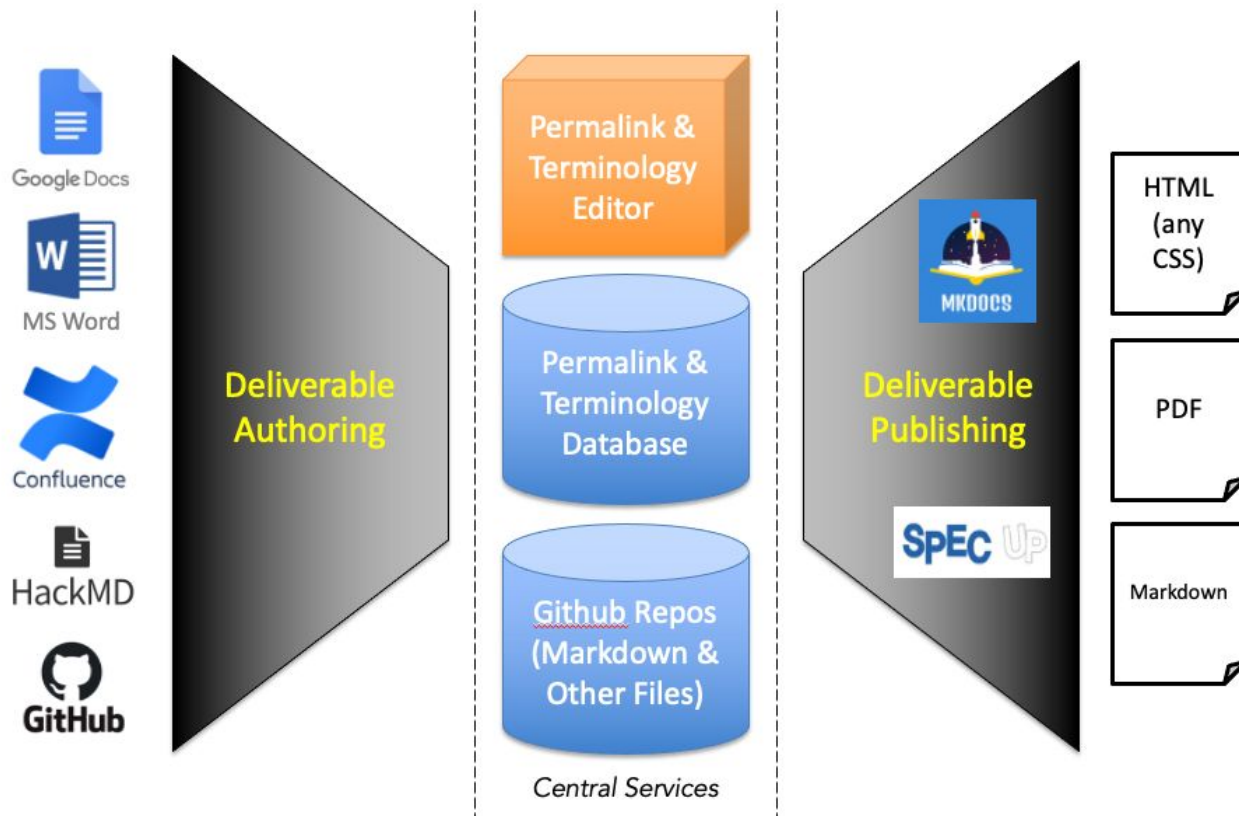 Google Docs
W
MS Word
Confluence
HackMD
GitHub
Deliverable
Authoring
Permalink &
Terminology
Editor
Permalink &
Terminology
Database
Github Repos
(Markdown &
Other Files)
Central Services
MKDOCS
Deliverable
Publishing
SPEC UP
HTML
(any
CSS)
PDF
Markdown